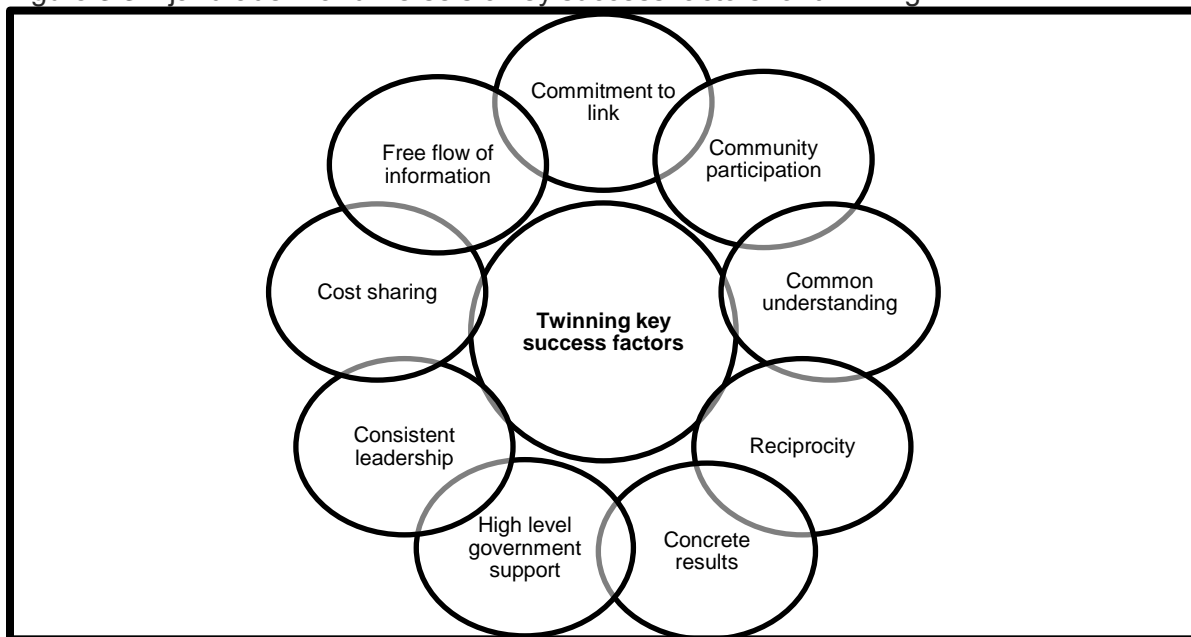 Commitment to
link
Community
participation
Common
understanding
Reciprocity
Concrete
results
High level
government
support
Consistent
leadership
Cost sharing
Free flow of
information
Twinning key
success factors